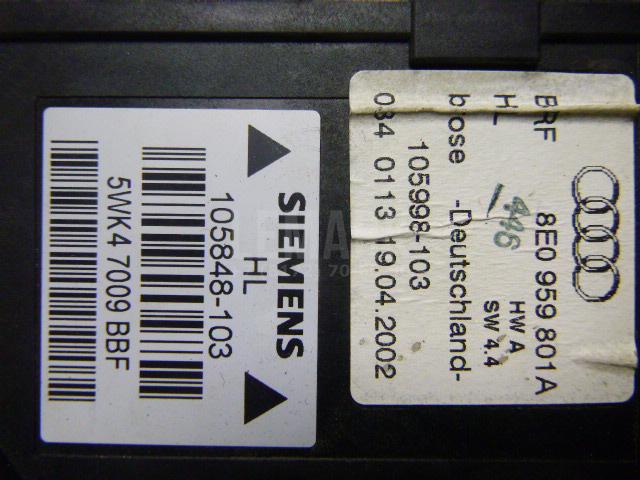 SIEMENS
HL
105848-103
5WK4 7009 BBF
BRF 8E0 959 801A
HL HW A
SW 4.4
brose -Deutschland-
105998-103
034 0113 19.04.2002